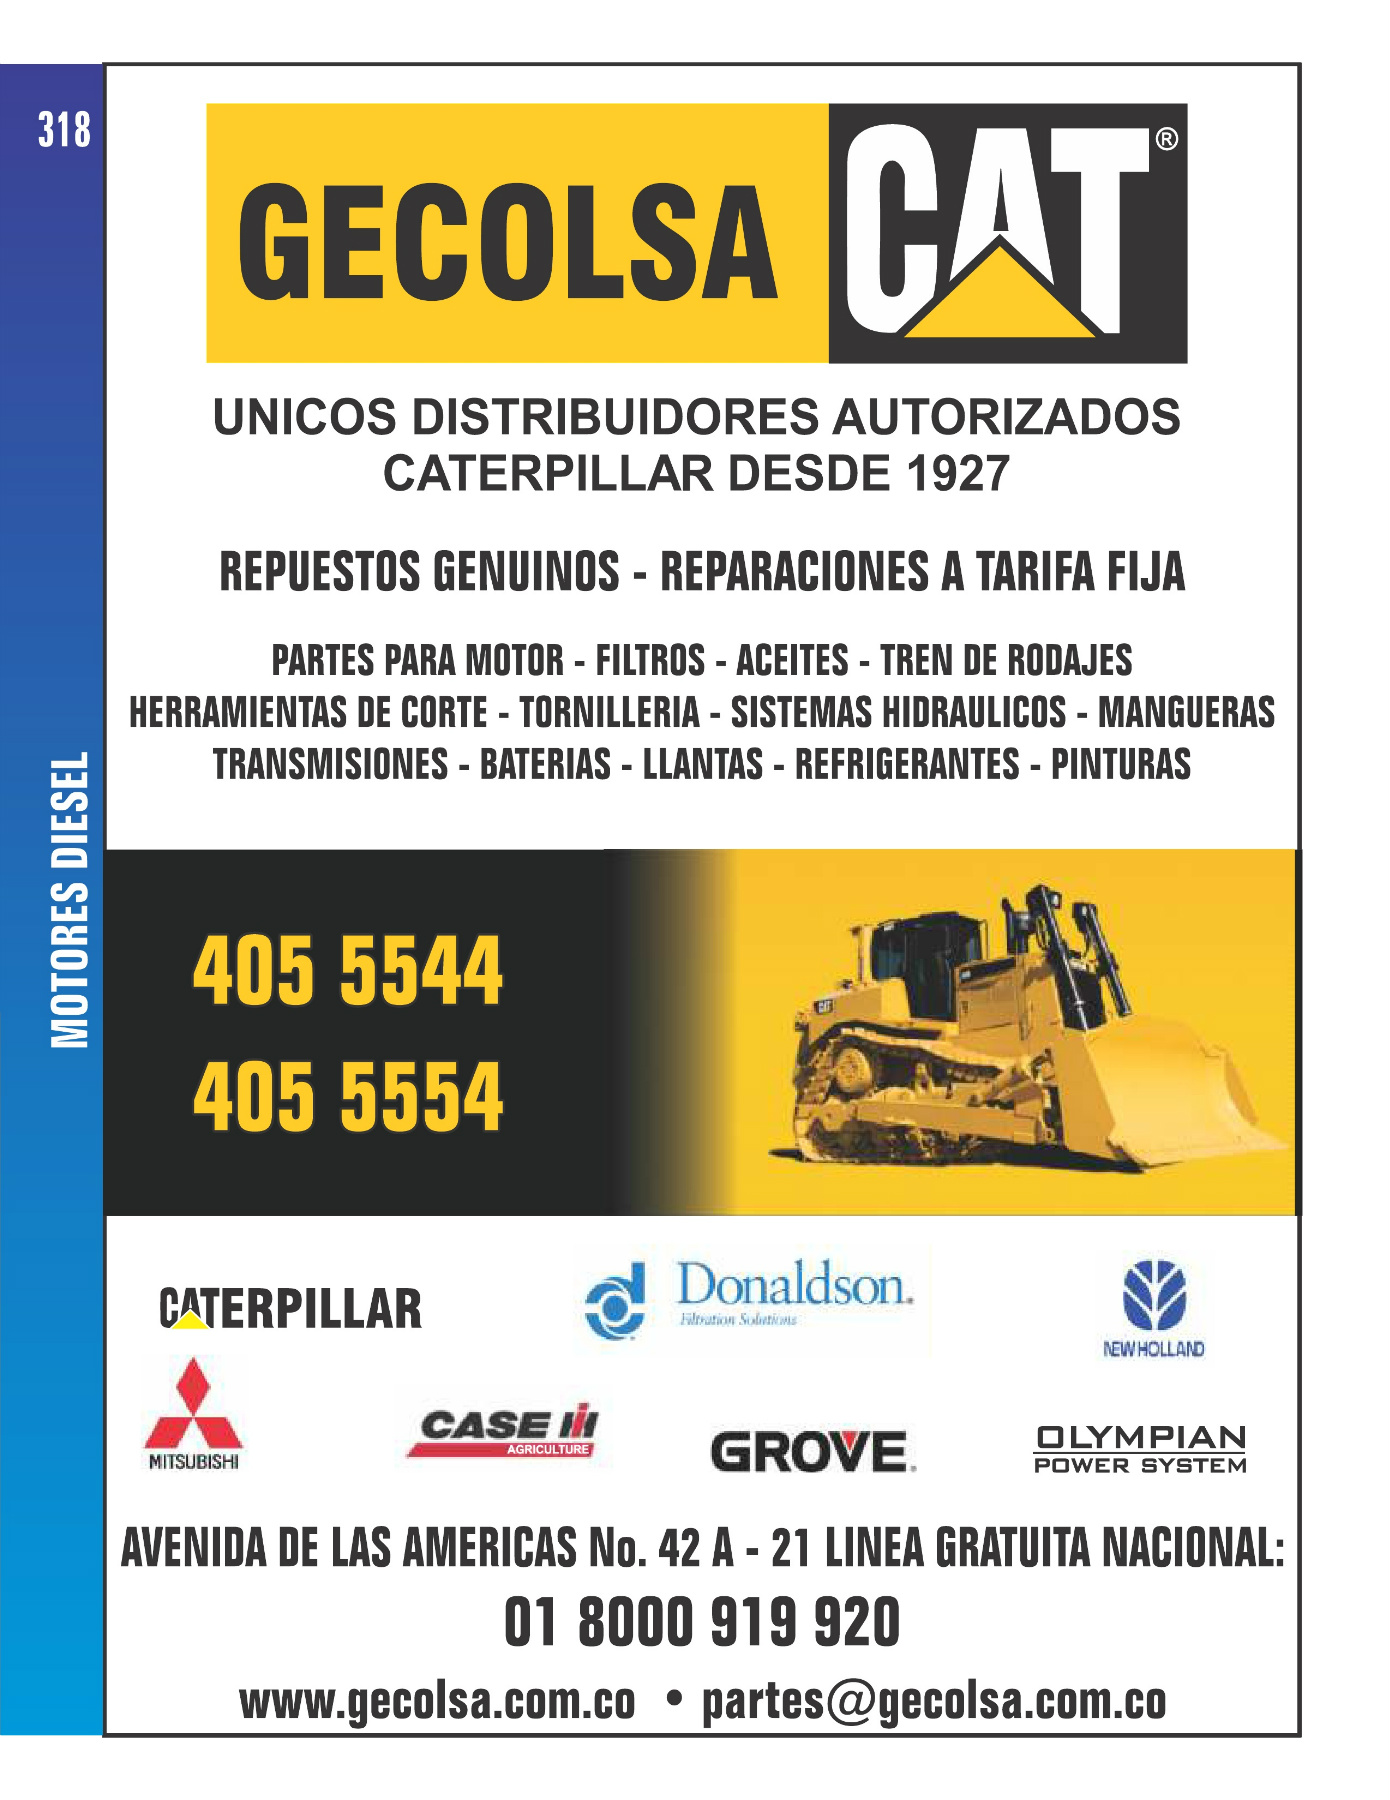 318
GECOLSA CAT®
UNICOS DISTRIBUIDORES AUTORIZADOS
CATERPILLAR DESDE 1927
REPUESTOS GENUINOS - REPARACIONES A TARIFA FIJA
PARTES PARA MOTOR - FILTROS - ACEITES - TREN DE RODAJES
HERRAMIENTAS DE CORTE - TORNILLERIA - SISTEMAS HIDRAULICOS - MANGUERAS
TRANSMISIONES - BATERIAS - LLANTAS - REFRIGERANTES - PINTURAS
MOTORES DIESEL
405 5544
405 5554
CAT
CATERPILLAR
Donaldson.
Filtration Solutions
NEW HOLLAND
MITSUBISHI
CASE IH
AGRICULTURE
GROVE
OLYMPIAN
POWER SYSTEM
AVENIDA DE LAS AMERICAS No. 42 A - 21 LINEA GRATUITA NACIONAL:
01 8000 919 920
www.gecolsa.com.co • partes@gecolsa.com.co